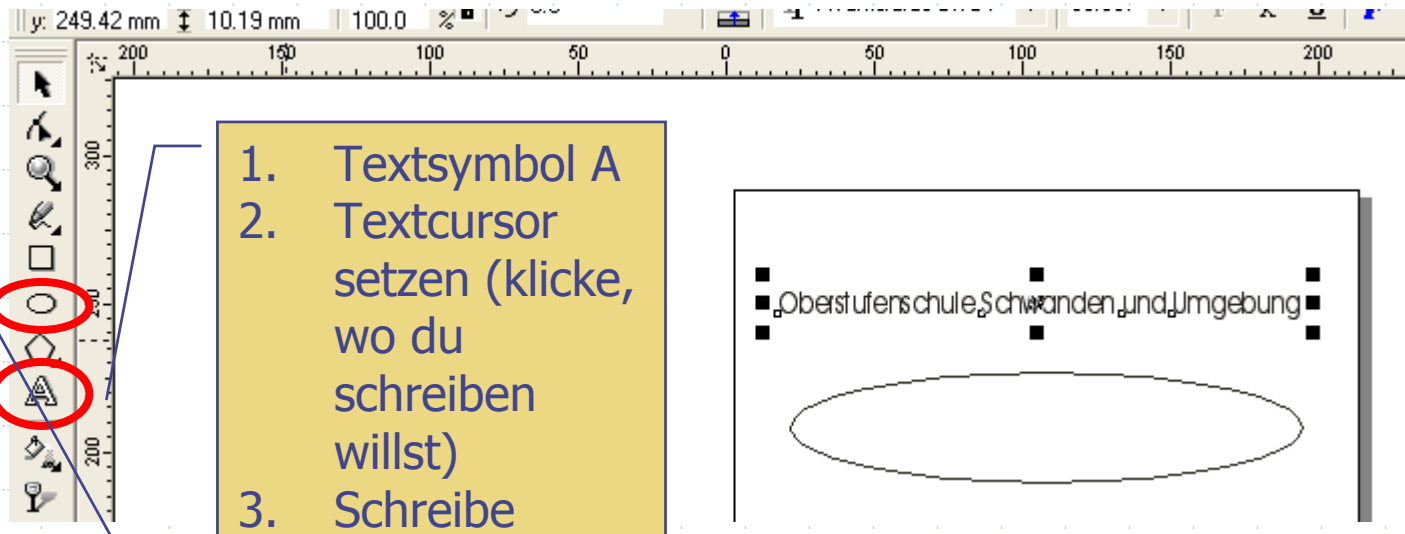 y: 249.42 mm 10.19 mm 100.0 %
200 150 100 50 0 50 100 150 200
300
200
1. Textsymbol A
2. Textcursor
setzen (klicke,
wo du
schreiben
willst)
3. Schreibe
Oberstufenschule Schwanden und Umgebung